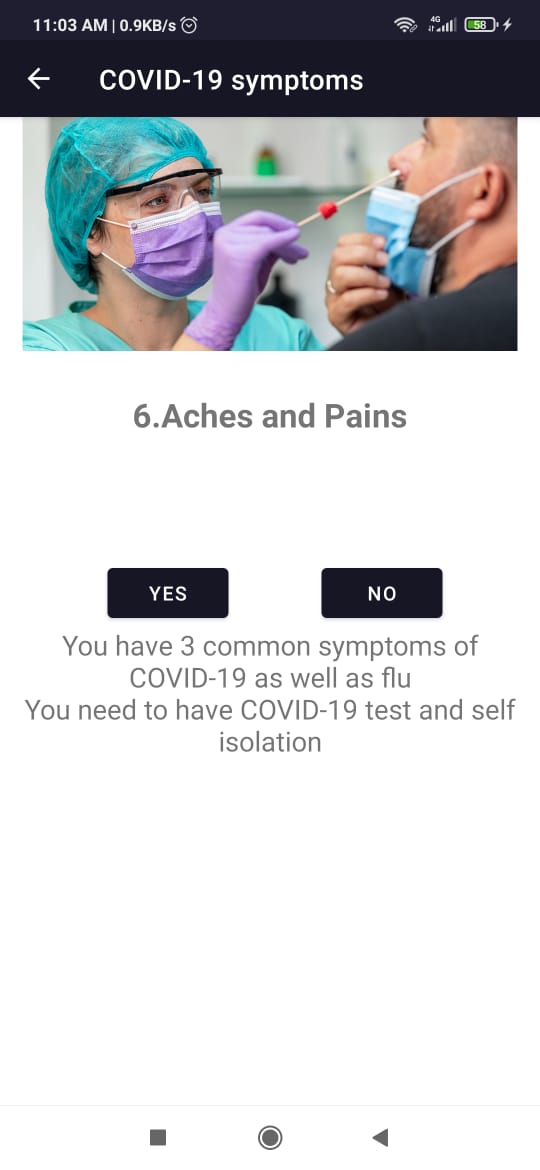 11:03 AM | 0.9KB/s
4G
58
COVID-19 symptoms
6.Aches and Pains
YES NO
You have 3 common symptoms of
COVID-19 as well as flu
You need to have COVID-19 test and self
isolation